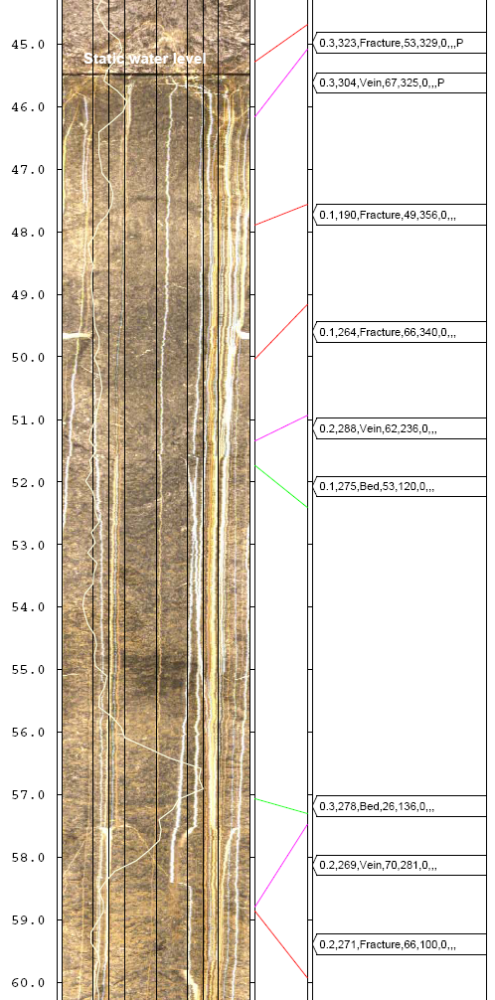 45.0
0.3,323,Fracture,53,329,0,,,P
Static water level
0.3,304,Vein,67,325,0,,,P
46.0
47.0
0.1,190,Fracture,49,356,0,,,
48.0
49.0
0.1,264,Fracture,66,340,0,,,
50.0
51.0
0.2,288,Vein,62,236,0,,,
52.0
0.1,275,Bed,53,120,0,,,
53.0
54.0
55.0
56.0
57.0
0.3,278,Bed,26,136,0,,,
58.0
0.2,269,Vein,70,281,0,,,
59.0
0.2,271,Fracture,66,100,0,,,
60.0